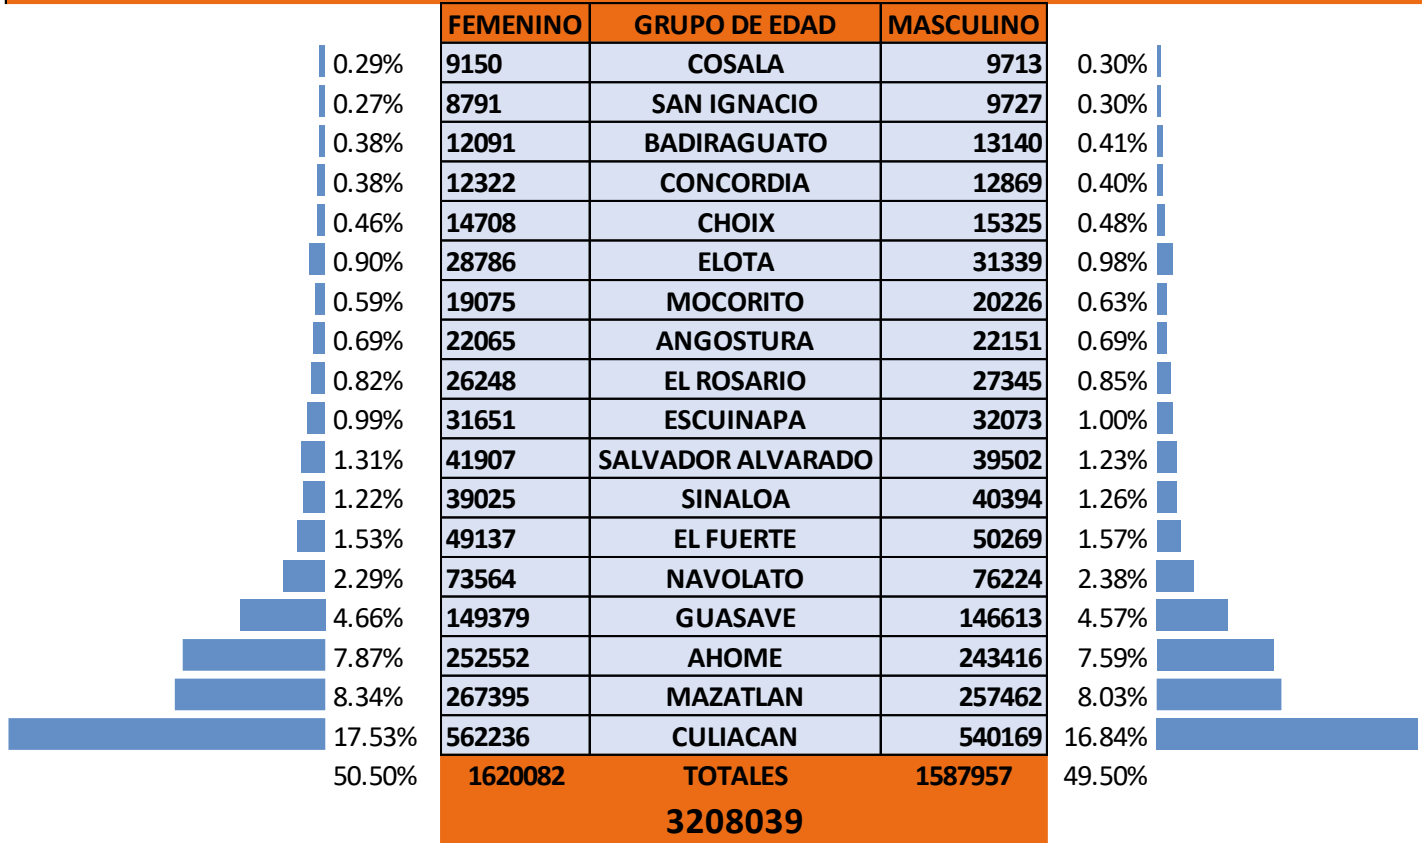 FEMENINO GRUPO DE EDAD MASCULINO
0.29% 9150 COSALA 9713 0.30%
0.27% 8791 SAN IGNACIO 9727 0.30%
0.38% 12091 BADIRAGUATO 13140 0.41%
0.38% 12322 CONCORDIA 12869 0.40%
0.46% 14708 CHOIX 15325 0.48%
0.90% 28786 ELOTA 31339 0.98%
0.59% 19075 MOCORITO 20226 0.63%
0.69% 22065 ANGOSTURA 22151 0.69%
0.82% 26248 EL ROSARIO 27345 0.85%
0.99% 31651 ESCUINAPA 32073 1.00%
1.31% 41907 SALVADOR ALVARADO 39502 1.23%
1.22% 39025 SINALOA 40394 1.26%
1.53% 49137 EL FUERTE 50269 1.57%
2.29% 73564 NAVOLATO 76224 2.38%
4.66% 149379 GUASAVE 146613 4.57%
7.87% 252552 AHOME 243416 7.59%
8.34% 267395 MAZATLAN 257462 8.03%
17.53% 562236 CULIACAN 540169 16.84%
50.50% 1620082 TOTALES 1587957 49.50%
3208039